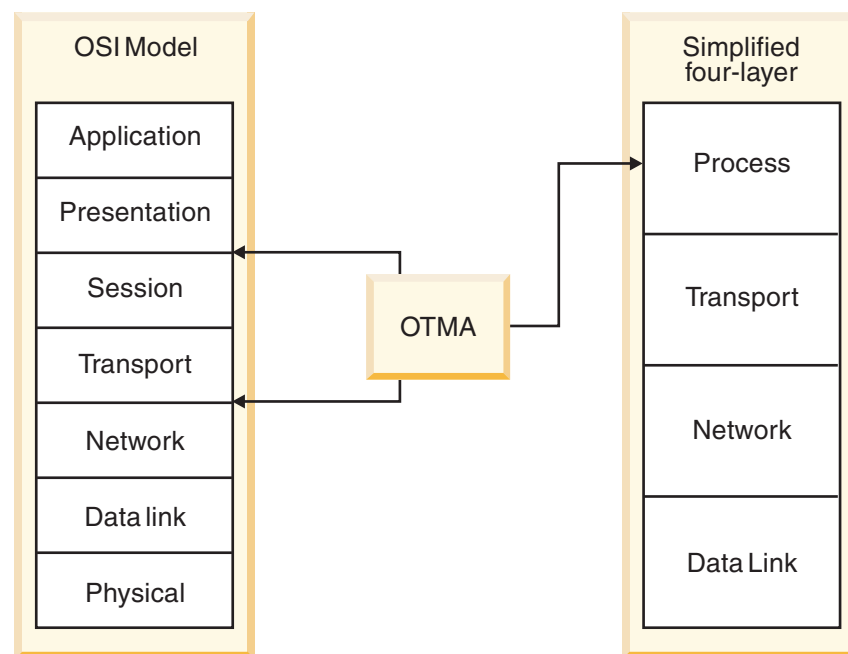 OSI Model
Application
Presentation
Session
Transport
Network
Data link
Physical
OTMA
Simplified
four-layer
Process
Transport
Network
Data Link